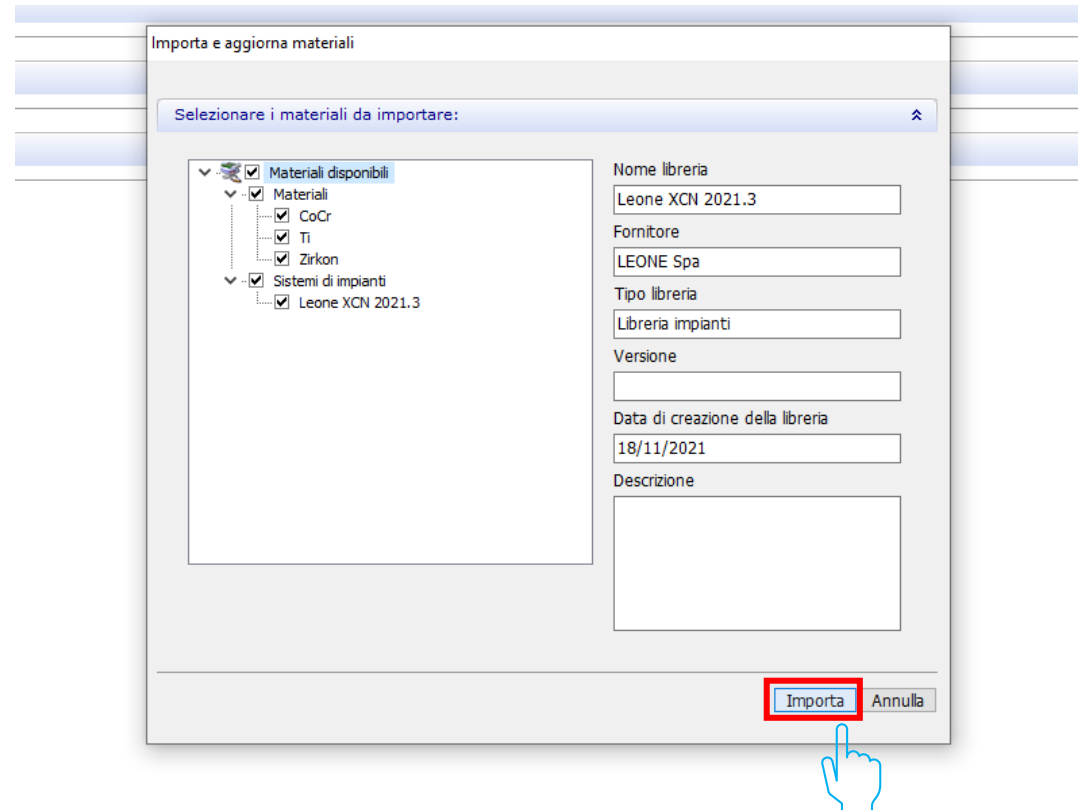 Importa e aggiorna materiali
Selezionare i materiali da importare:
Materiali disponibili
Materiali
CoCr
Ti
Zirkon
Sistemi di impianti
Leone XCN 2021.3
Nome libreria
Leone XCN 2021.3
Fornitore
LEONE Spa
Tipo libreria
Libreria impianti
Versione
Data di creazione della libreria
18/11/2021
Descrizione
Importa
Annulla